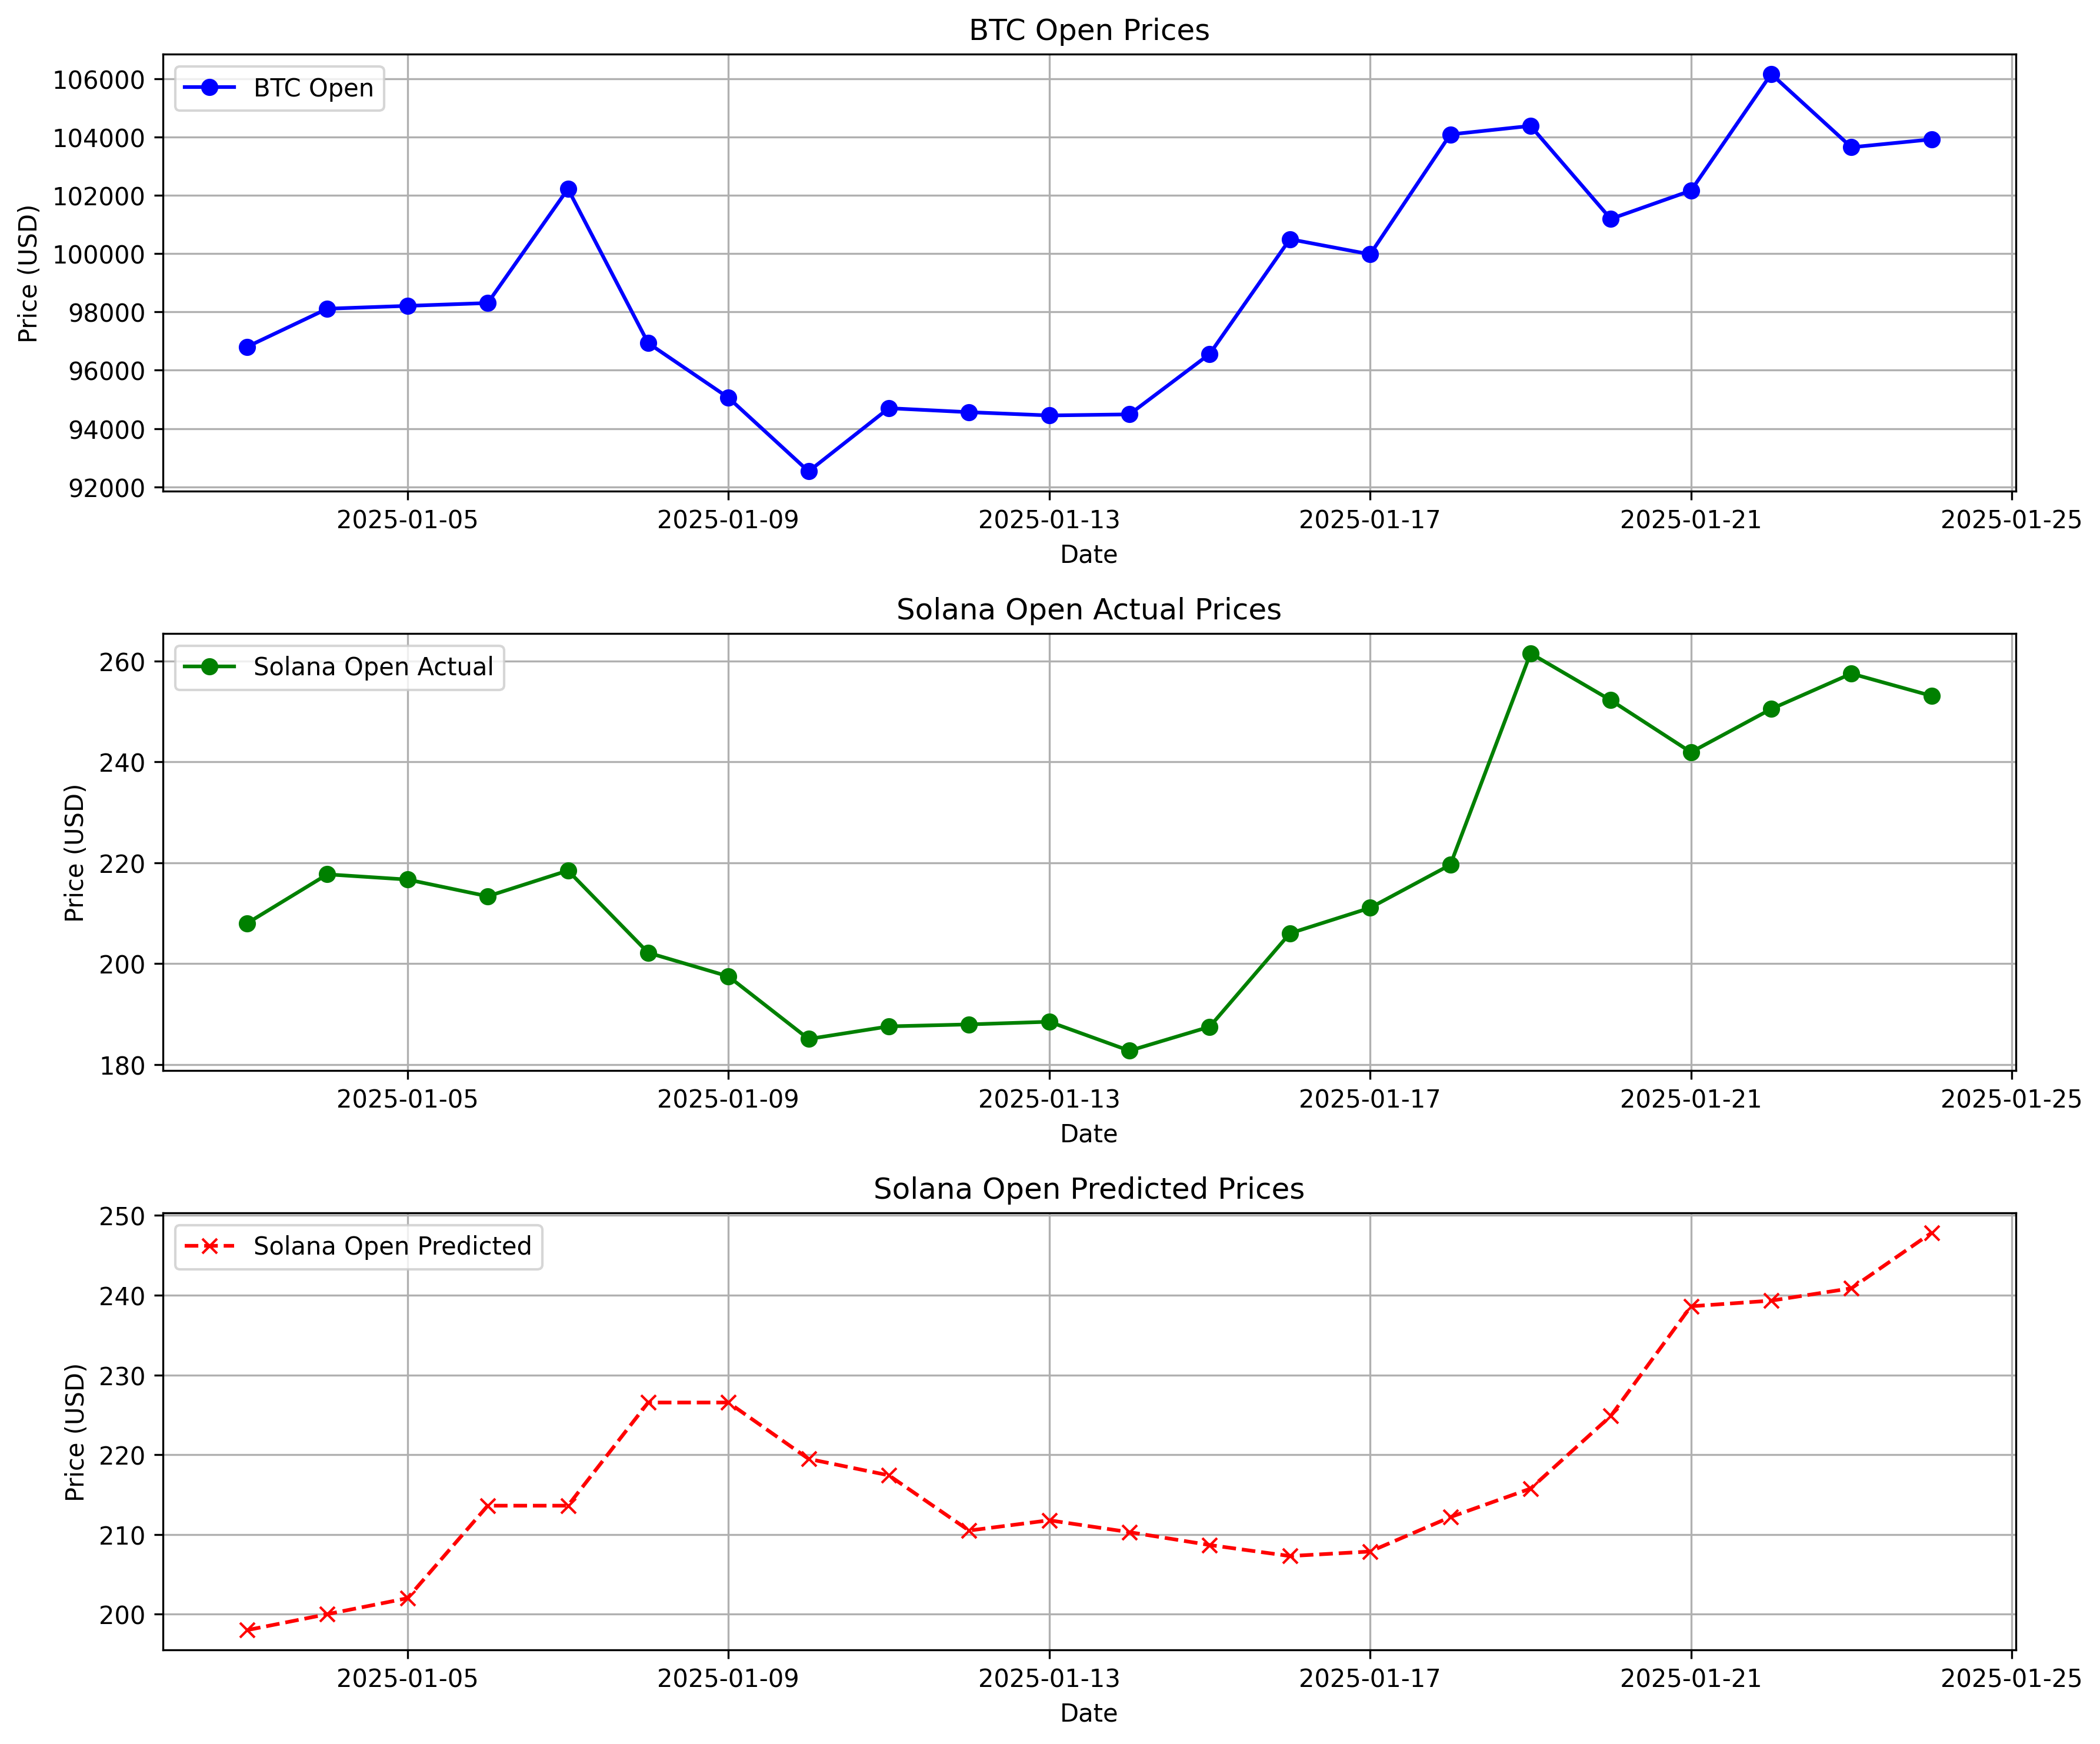 BTC Open Prices
BTC Open
106000
104000
102000
100000
98000
96000
94000
92000
Price (USD)
2025-01-05 2025-01-09 2025-01-13 2025-01-17 2025-01-21 2025-01-25
Date
Solana Open Actual Prices
Solana Open Actual
260
240
220
200
180
Price (USD)
2025-01-05 2025-01-09 2025-01-13 2025-01-17 2025-01-21 2025-01-25
Date
Solana Open Predicted Prices
Solana Open Predicted
250
240
230
220
210
200
Price (USD)
2025-01-05 2025-01-09 2025-01-13 2025-01-17 2025-01-21 2025-01-25
Date